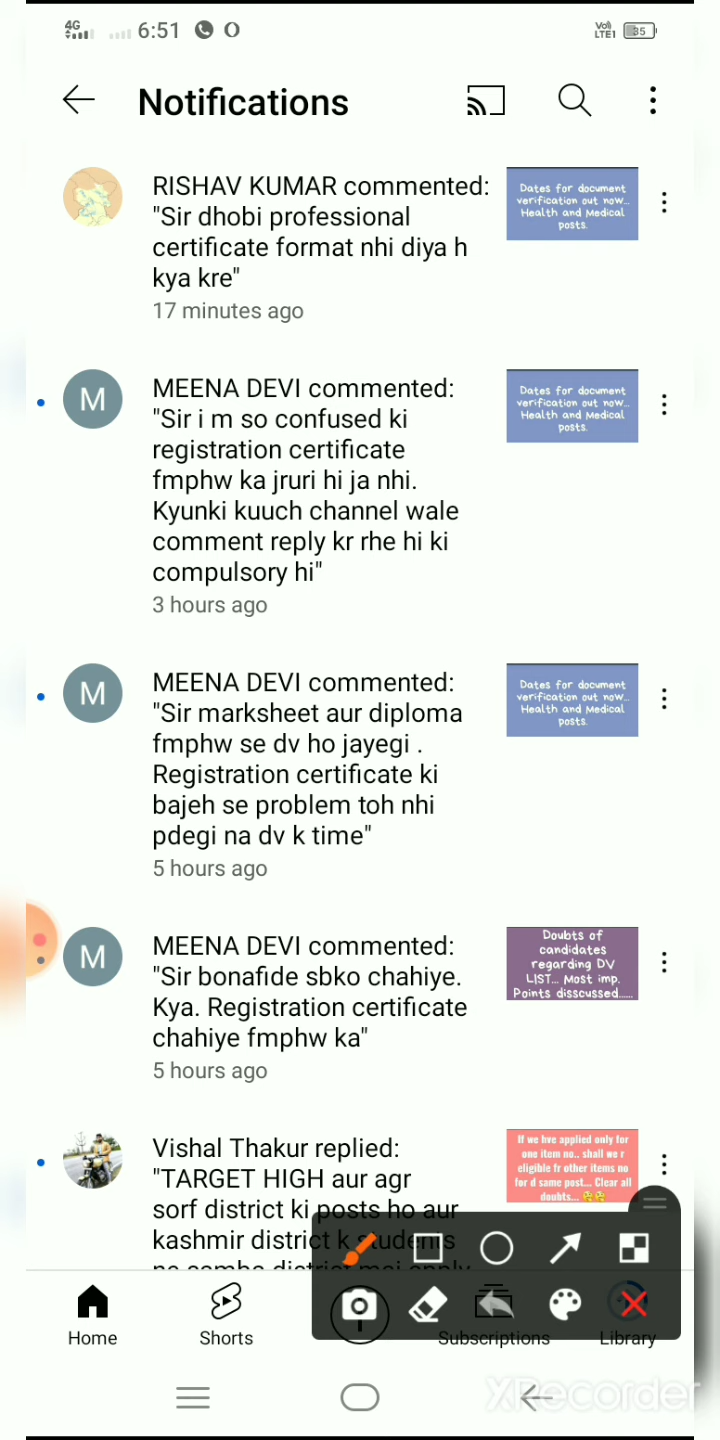 4G 6:51 Vo) LTE1 35
Notifications
RISHAV KUMAR commented:
"Sir dhobi professional
certificate format nhi diya h
kya kre"
17 minutes ago
Dates for document
verification out now...
Health and Medical
posts.
M
MEENA DEVI commented:
"Sir i m so confused ki
registration certificate
fmphw ka jruri hi ja nhi.
Kyunki kuuch channel wale
comment reply kr rhe hi ki
compulsory hi"
3 hours ago
Dates for document
verification out now...
Health and Medical
posts.
M
MEENA DEVI commented:
"Sir marksheet aur diploma
fmphw se dv ho jayegi .
Registration certificate ki
bajeh se problem toh nhi
pdegi na dv k time"
5 hours ago
Dates for document
verification out now...
Health and Medical
posts.
M
MEENA DEVI commented:
"Sir bonafide sbko chahiye.
Kya. Registration certificate
chahiye fmphw ka"
5 hours ago
Doubts of
candidates
regarding DV
LIST... Most imp.
Points disscussed......
Vishal Thakur replied:
"TARGET HIGH aur agr
sorf district ki posts ho aur
kashmir district k students
If we hve applied only for
one item no.. shall we r
eligible fr other items no
for d same post... Clear all
doubts... 🤔🤔
Home
Shorts
Subscriptions
Library
XRecorder